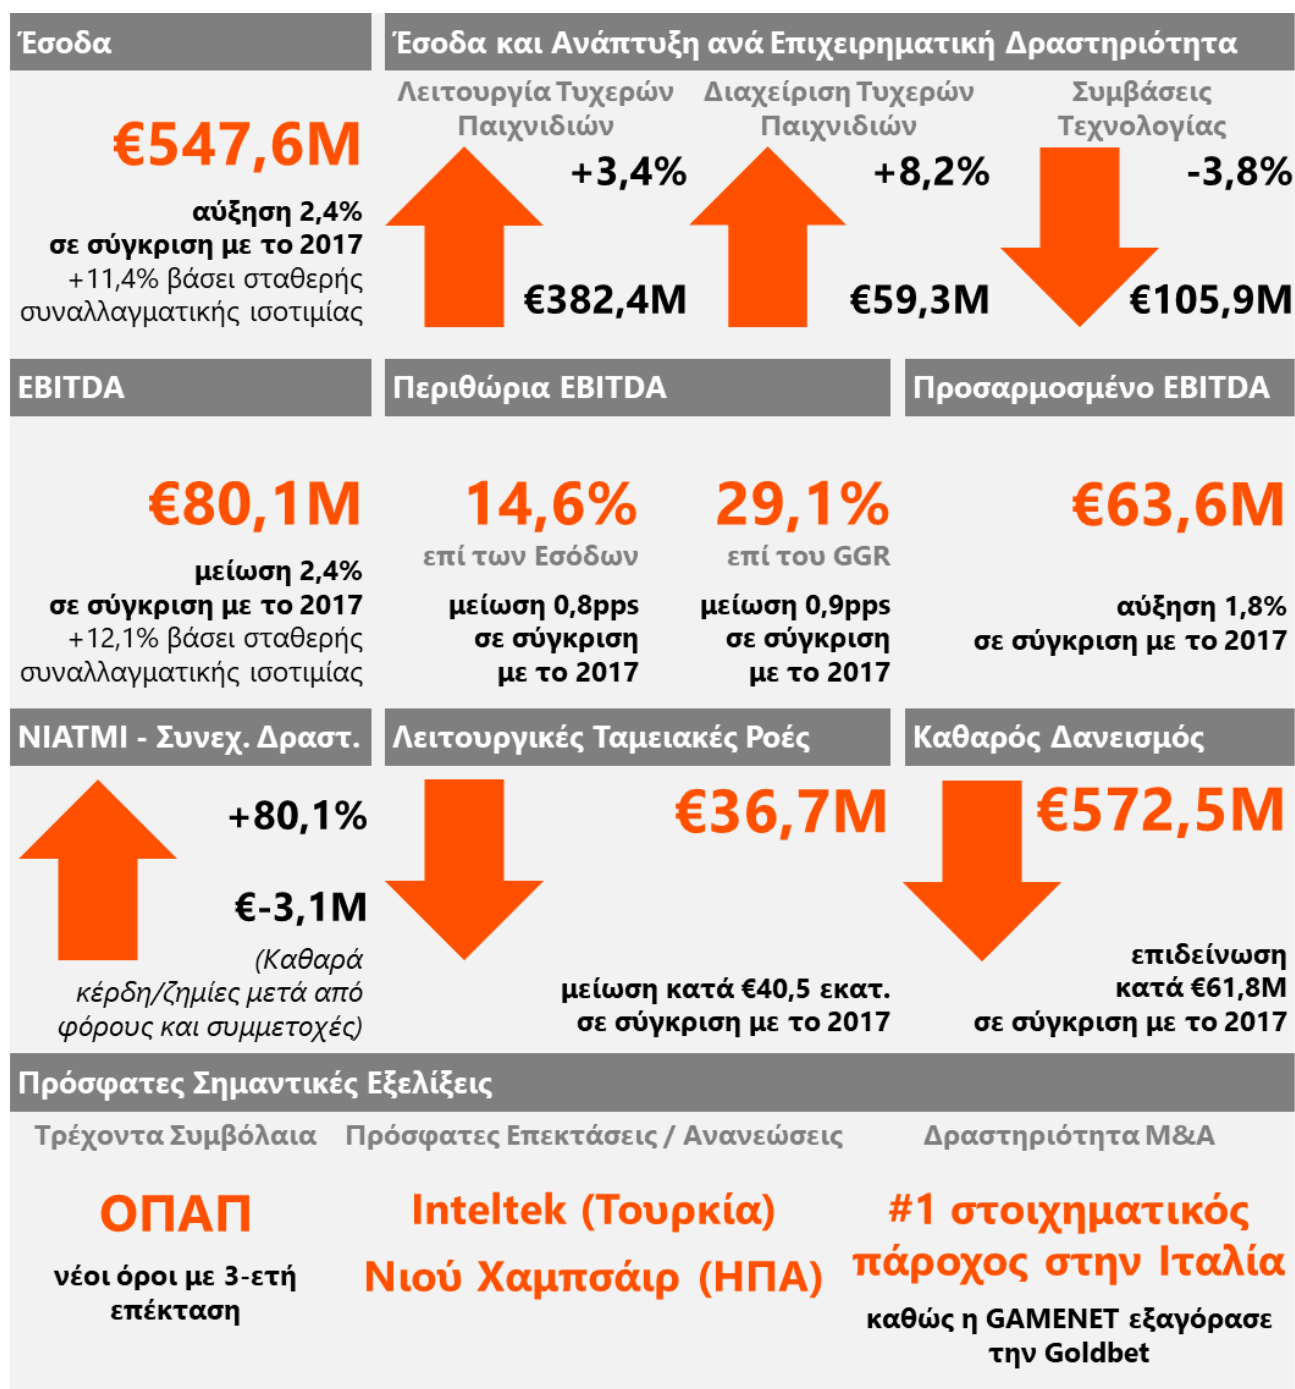 Έσοδα
€547,6M
αύξηση 2,4%
σε σύγκριση με το 2017
+11,4% βάσει σταθερής
συναλλαγματικής ισοτιμίας
Έσοδα και Ανάπτυξη ανά Επιχειρηματική Δραστηριότητα
Λειτουργία Τυχερών
Παιχνιδιών
+3,4%
€382,4M
Διαχείριση Τυχερών
Παιχνιδιών
+8,2%
€59,3M
Συμβάσεις
Τεχνολογίας
-3,8%
€105,9M
EBITDA
€80,1M
μείωση 2,4%
σε σύγκριση με το 2017
+12,1% βάσει σταθερής
συναλλαγματικής ισοτιμίας
Περιθώρια EBITDA
14,6%
επί των Εσόδων
μείωση 0,8pps
σε σύγκριση
με το 2017
29,1%
επί του GGR
μείωση 0,9pps
σε σύγκριση
με το 2017
Προσαρμοσμένο EBITDA
€63,6M
αύξηση 1,8%
σε σύγκριση με το 2017
NIATMI - Συνεχ. Δραστ.
+80,1%
€-3,1M
(Καθαρά
κέρδη/ζημίες μετά από
φόρους και συμμετοχές)
Λειτουργικές Ταμειακές Ροές
€36,7M
μείωση κατά €40,5 εκατ.
σε σύγκριση με το 2017
Καθαρός Δανεισμός
€572,5M
επιδείνωση
κατά €61,8M
σε σύγκριση με το 2017
Πρόσφατες Σημαντικές Εξελίξεις
Τρέχοντα Συμβόλαια
ΟΠΑΠ
νέοι όροι με 3-ετή
επέκταση
Πρόσφατες Επεκτάσεις / Ανανεώσεις
Inteltek (Τουρκία)
Νιού Χαμπσάιρ (ΗΠΑ)
Δραστηριότητα M&A
#1 στοιχηματικός
πάροχος στην Ιταλία
καθώς η GAMENET εξαγόρασε
την Goldbet